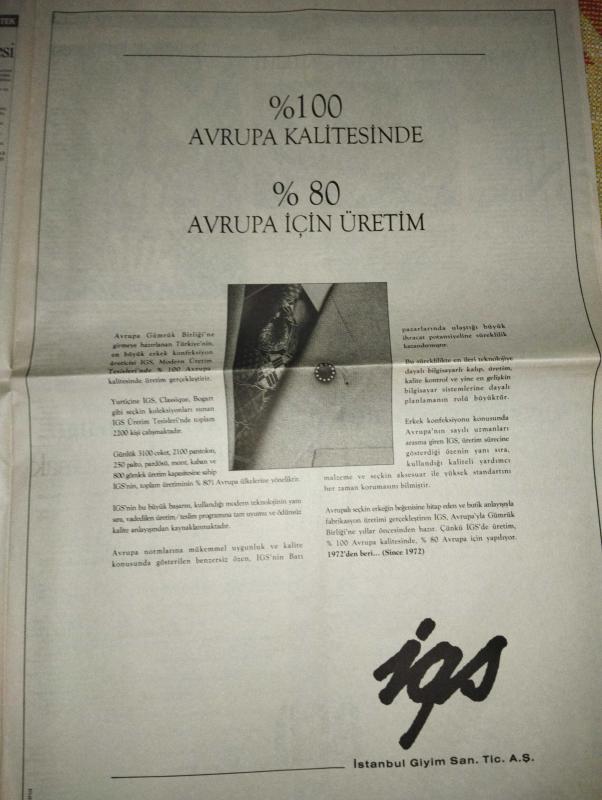 TEK
esi
%100
AVRUPA KALİTESİNDE
% 80
AVRUPA İÇİN ÜRETİM
Avrupa Gümrük Birliği'ne
girmeye hazırlanan Türkiye'nin,
en büyük erkek konfeksiyon
üreticisi IGS, Modern Üretim
Tesisleri'nde % 100 Avrupa
kalitesinde üretim gerçekleştirir.
Yurtiçine IGS, Classique, Bogart
gibi seçkin koleksiyonları sunan
IGS Üretim Tesisleri'nde toplam
2200 kişi çalışmaktadır.
Günlük 3100 ceket, 2100 pantolon,
250 palto, pardösü, mont, kaban ve
800 gömlek üretim kapasitesine sahip
IGS'nin, toplam üretiminin % 80'i Avrupa ülkelerine yöneliktir.
IGS'nin bu büyük başarısı, kullandığı modern teknolojinin yanı
sıra, vadedilen üretim/teslim programına tam uyumu ve ödünsüz
kalite anlayışından kaynaklanmaktadır.
Avrupa normlarına mükemmel uygunluk ve kalite
konusunda gösterilen benzersiz özen, IGS'nin Batı
pazarlarında ulaştığı büyük
ihracat potansiyeline süreklilik
kazandırmıştır.
Bu süreklilikte en ileri teknolojiye
dayalı bilgisayarlı kalıp, üretim,
kalite kontrol ve yine en gelişkin
bilgisayar sistemlerine dayalı
planlamanın rolü büyüktür.
Erkek konfeksiyonu konusunda
Avrupa'nın sayılı uzmanları
arasına giren IGS, üretim sürecine
gösterdiği özenin yanı sıra,
kullandığı kaliteli yardımcı
malzeme ve seçkin aksesuar ile yüksek standartını
her zaman korumasını bilmiştir.
Avrupalı seçkin erkeğin beğenisine hitap eden ve butik anlayışıyla
fabrikasyon üretimi gerçekleştiren IGS, Avrupa'yla Gümrük
Birliği'ne yıllar öncesinden hazır. Çünkü IGS'de üretim,
% 100 Avrupa kalitesinde, % 80 Avrupa için yapılıyor.
1972'den beri... (Since 1972)
igs
İstanbul Giyim San. Tic. A.Ş.